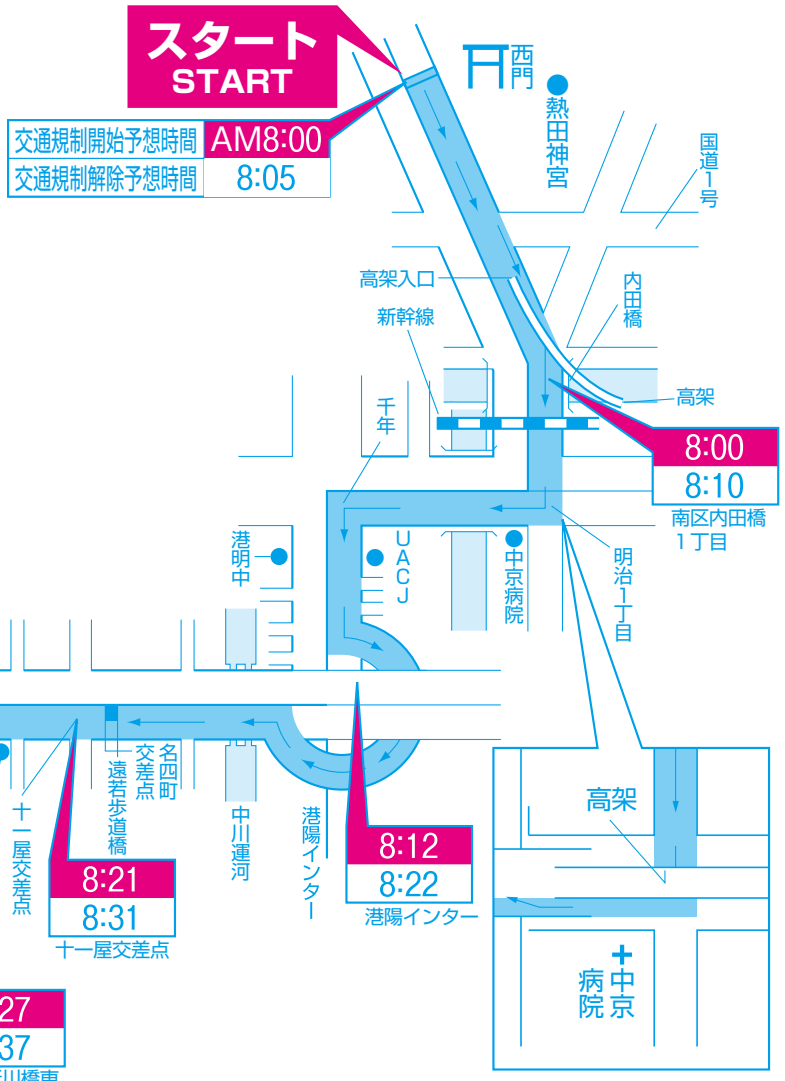 スタート
START
交通規制開始予想時間 AM8:00
交通規制解除予想時間 8:05
西門
熱田神宮
国道1号
高架入口
新幹線
内田橋
高架
千年
8:00
8:10
南区内田橋
1丁目
港明中
UACJ
中京病院
明治1丁目
名四町
交差点
遠若歩道橋
十一屋交差点
中川運河
港陽インター
8:12
8:22
港陽インター
8:21
8:31
十一屋交差点
高架
中京
病院
27
37
川橋東